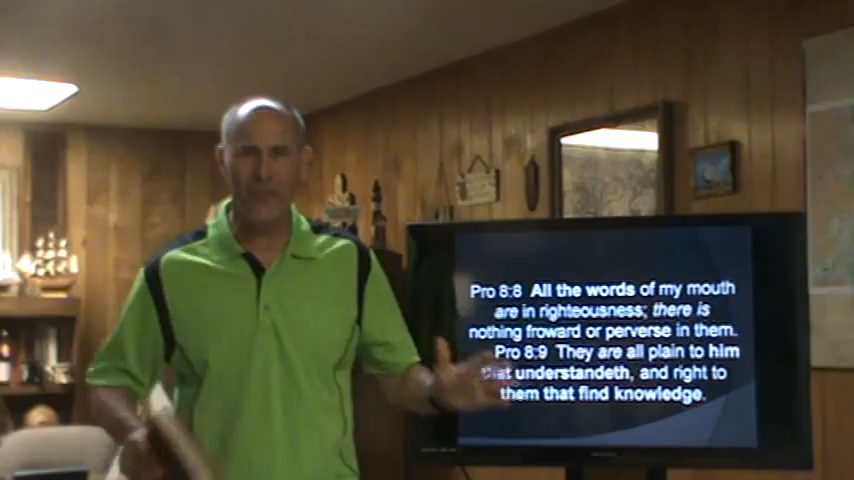 Pro 8:8 All the words of my mouth
are in righteousness; there is
nothing froward or perverse in them.
Pro 8:9 They are all plain to him
that understandeth, and right to
them that find knowledge.